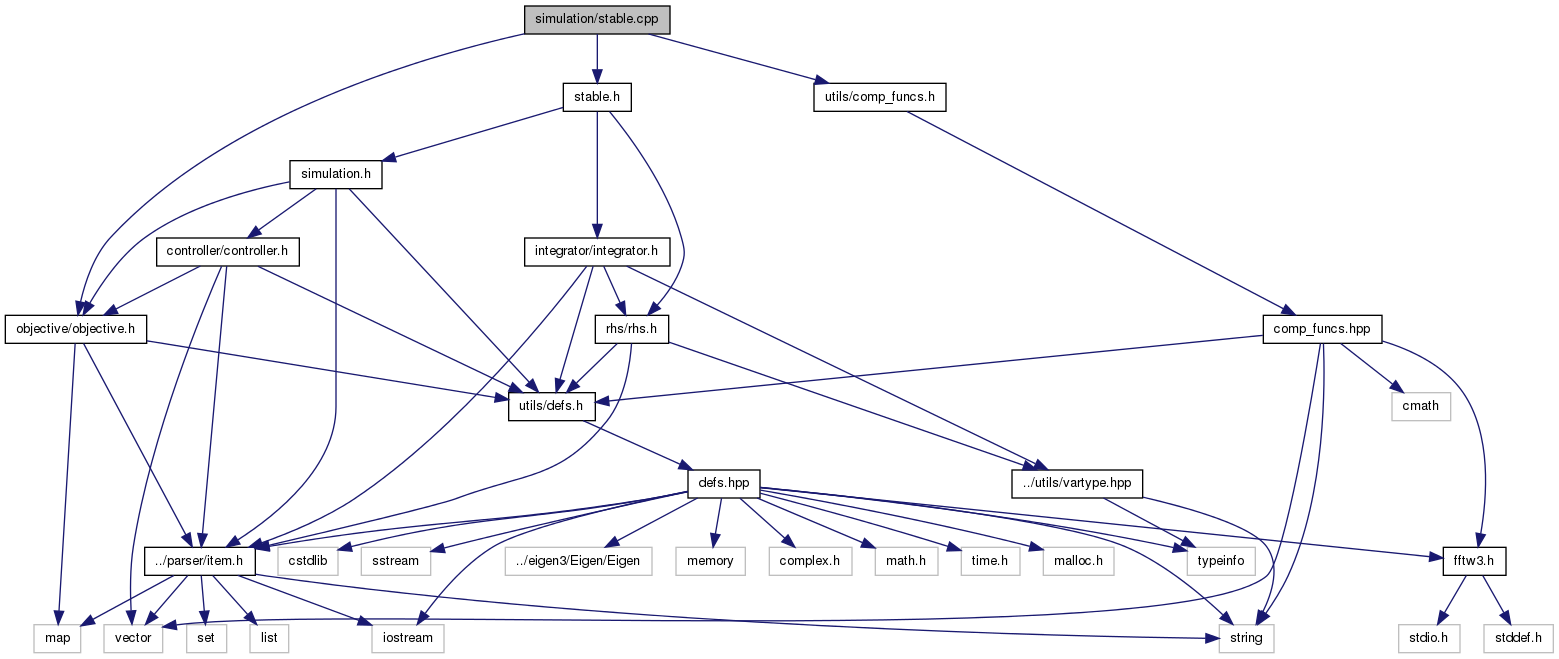 simulation/stable.cpp
stable.h
utils/comp_funcs.h
simulation.h
controller/controller.h
integrator/integrator.h
objective/objective.h
rhs/rhs.h
comp_funcs.hpp
utils/defs.h
cmath
defs.hpp
../utils/vartype.hpp
../parser/item.h
cstdlib
sstream
../eigen3/Eigen/Eigen
memory
complex.h
math.h
time.h
malloc.h
typeinfo
fftw3.h
map
vector
set
list
iostream
string
stdio.h
stddef.h